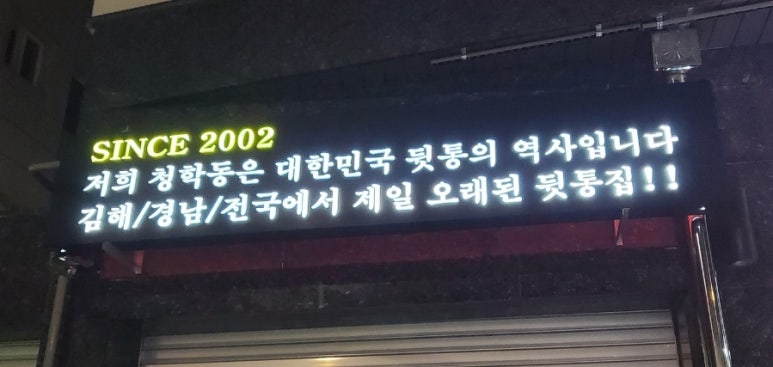 SINCE 2002
저희 청학동은 대한민국 뒷통의 역사입니다
김해/경남/전국에서 제일 오래된 뒷통집!!